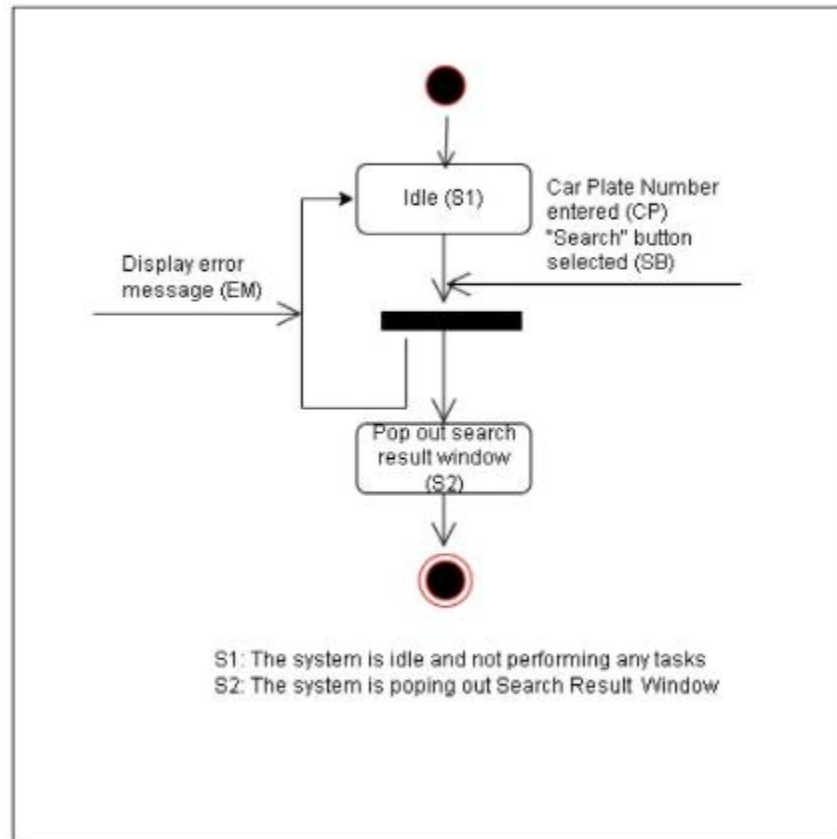 Idle (S1)
Car Plate Number
entered (CP)
"Search" button
selected (SB)
Display error
message (EM)
Pop out search
result window
(S2)
S1: The system is idle and not performing any tasks
S2: The system is poping out Search Result Window